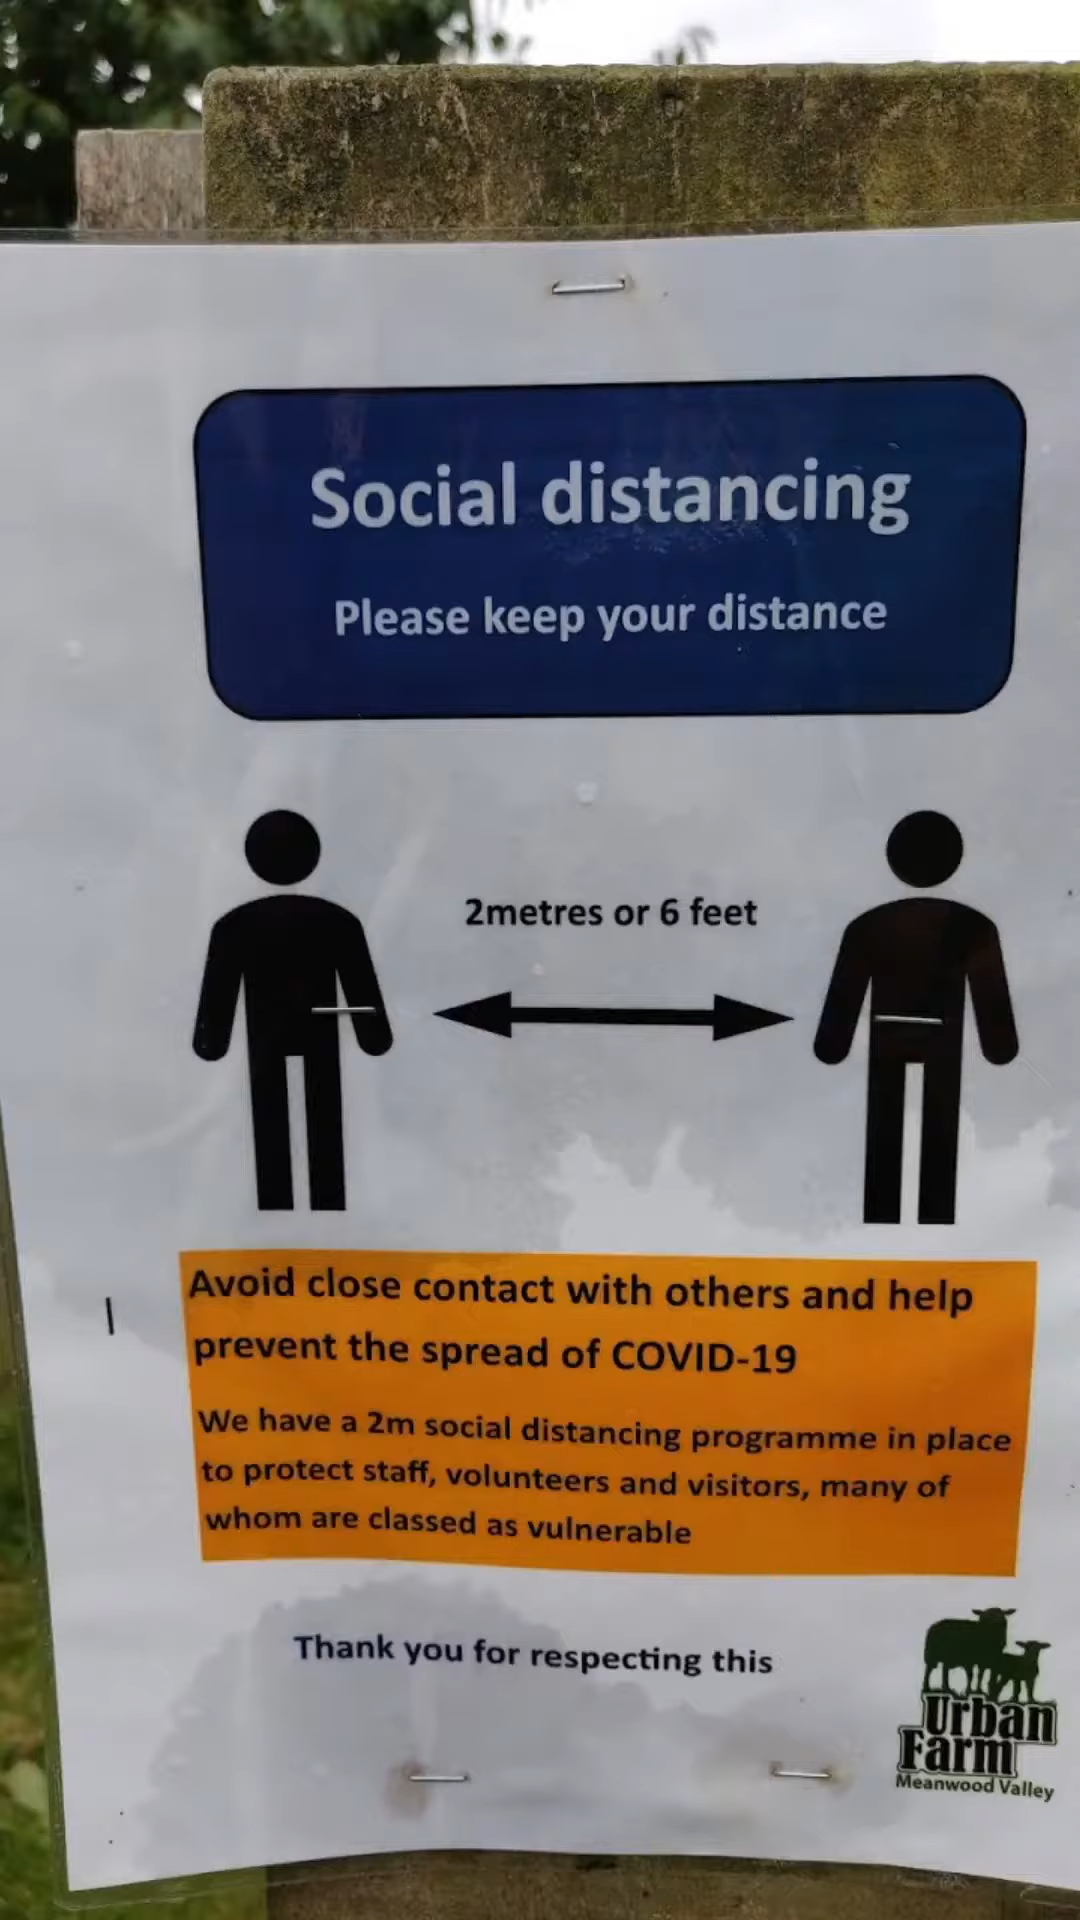 Social distancing
Please keep your distance
2metres or 6 feet
Avoid close contact with others and help
prevent the spread of COVID-19
We have a 2m social distancing programme in place
to protect staff, volunteers and visitors, many of
whom are classed as vulnerable
Thank you for respecting this
Urban
Farm
Meanwood Valley